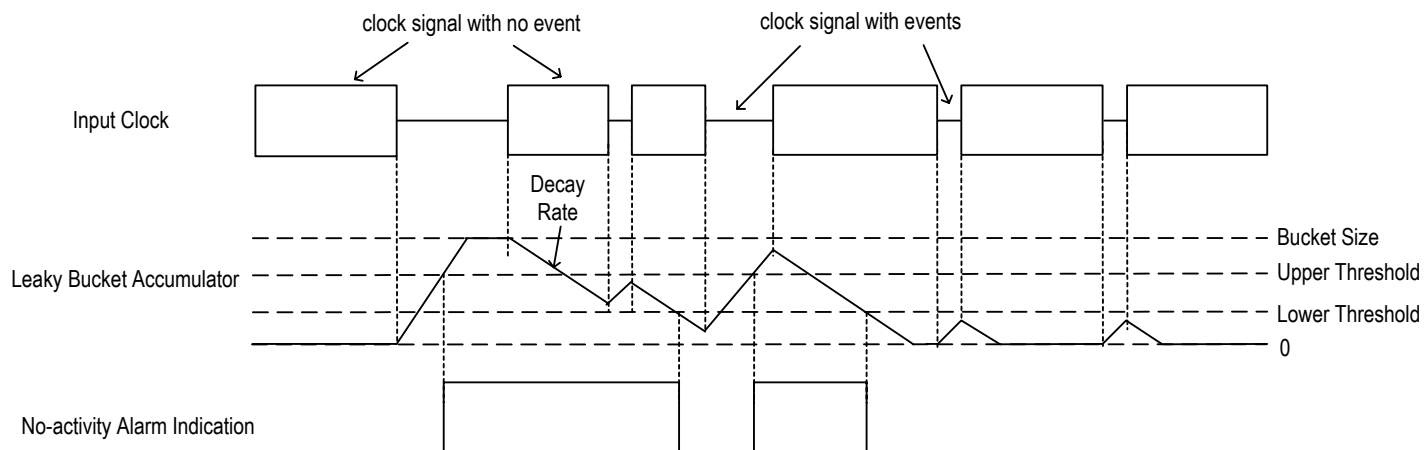 clock signal with no event
clock signal with events
Input Clock
Decay
Rate
Bucket Size
Leaky Bucket Accumulator
Upper Threshold
Lower Threshold
0
No-activity Alarm Indication